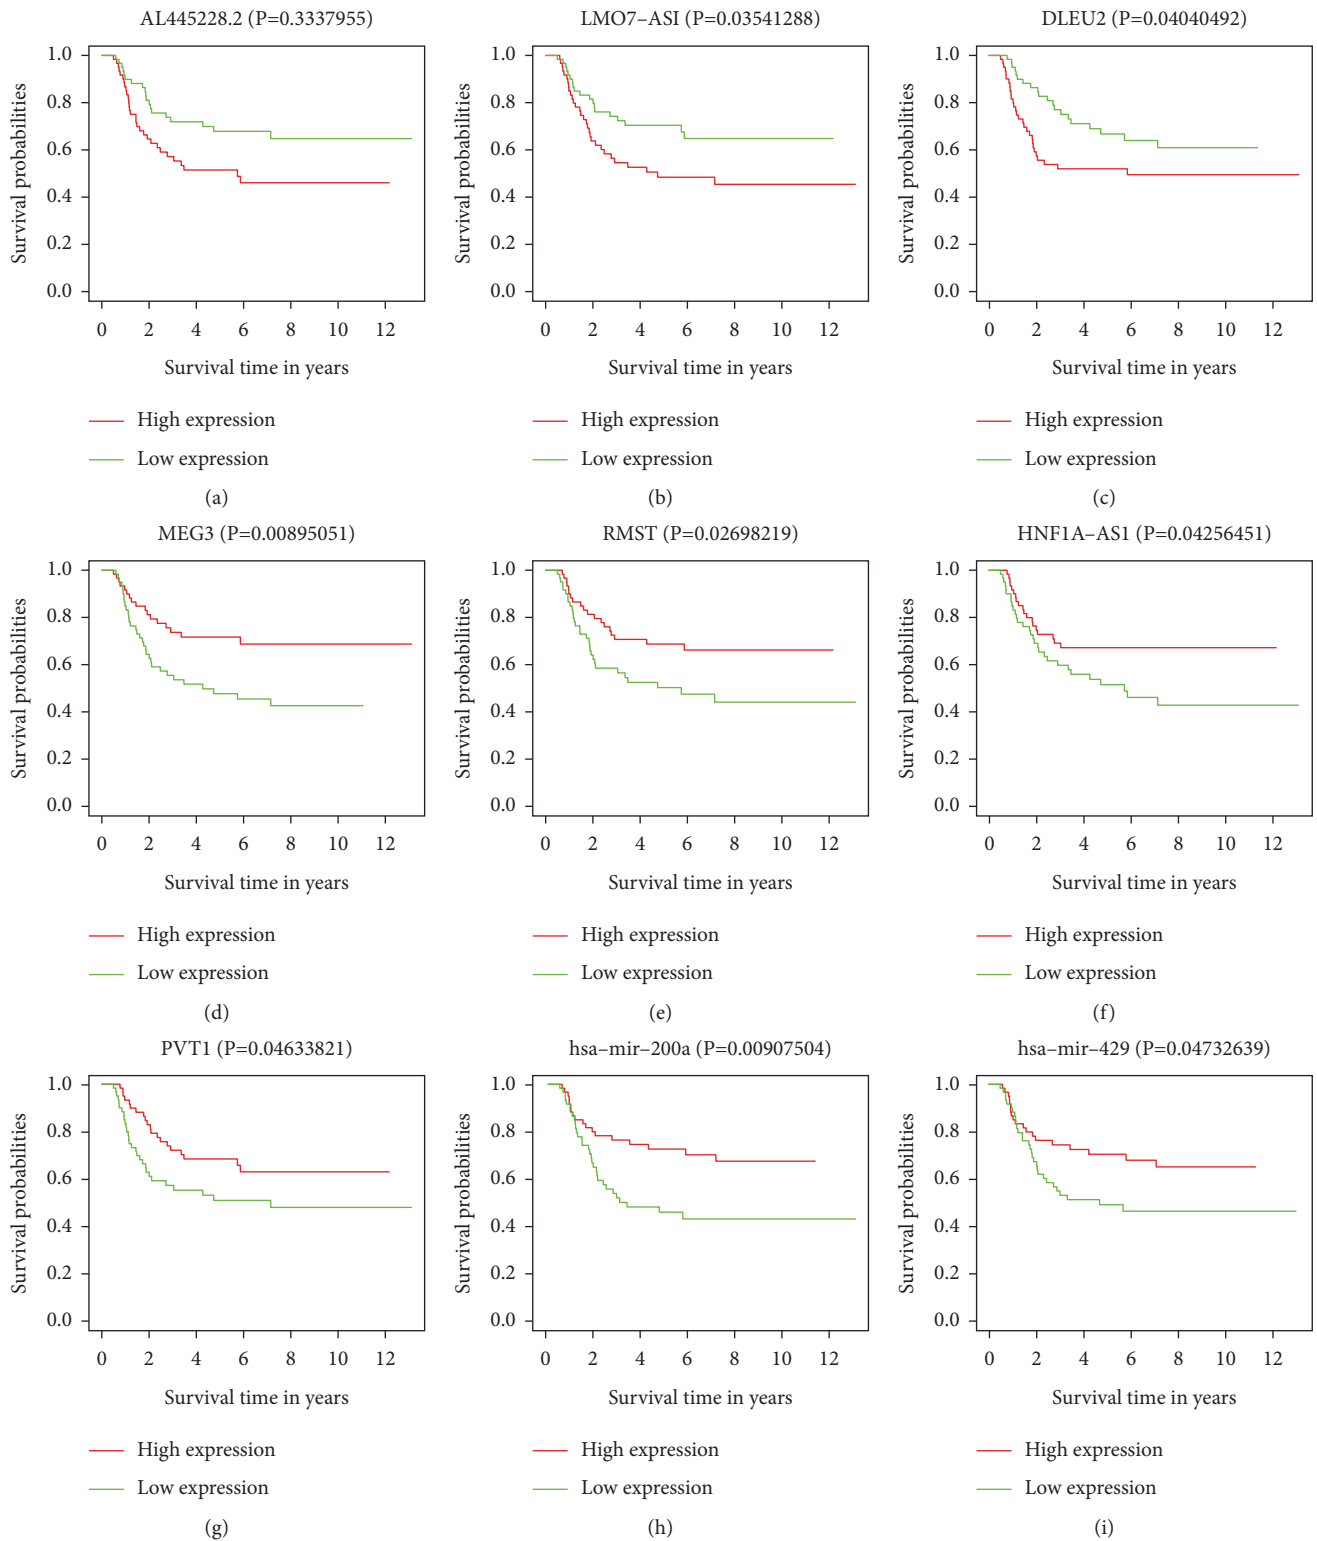 AL445228.2 (P=0.3337955)
1.0
0.8
0.6
0.4
0.2
0.0
Survival probabilities
0 2 4 6 8 10 12
Survival time in years
High expression
Low expression
(a)
LMO7–ASI (P=0.03541288)
1.0
0.8
0.6
0.4
0.2
0.0
Survival probabilities
0 2 4 6 8 10 12
Survival time in years
High expression
Low expression
(b)
DLEU2 (P=0.04040492)
1.0
0.8
0.6
0.4
0.2
0.0
Survival probabilities
0 2 4 6 8 10 12
Survival time in years
High expression
Low expression
(c)
MEG3 (P=0.00895051)
1.0
0.8
0.6
0.4
0.2
0.0
Survival probabilities
0 2 4 6 8 10 12
Survival time in years
High expression
Low expression
(d)
RMST (P=0.02698219)
1.0
0.8
0.6
0.4
0.2
0.0
Survival probabilities
0 2 4 6 8 10 12
Survival time in years
High expression
Low expression
(e)
HNF1A–AS1 (P=0.04256451)
1.0
0.8
0.6
0.4
0.2
0.0
Survival probabilities
0 2 4 6 8 10 12
Survival time in years
High expression
Low expression
(f)
PVT1 (P=0.04633821)
1.0
0.8
0.6
0.4
0.2
0.0
Survival probabilities
0 2 4 6 8 10 12
Survival time in years
High expression
Low expression
(g)
hsa–mir–200a (P=0.00907504)
1.0
0.8
0.6
0.4
0.2
0.0
Survival probabilities
0 2 4 6 8 10 12
Survival time in years
High expression
Low expression
(h)
hsa–mir–429 (P=0.04732639)
1.0
0.8
0.6
0.4
0.2
0.0
Survival probabilities
0 2 4 6 8 10 12
Survival time in years
High expression
Low expression
(i)